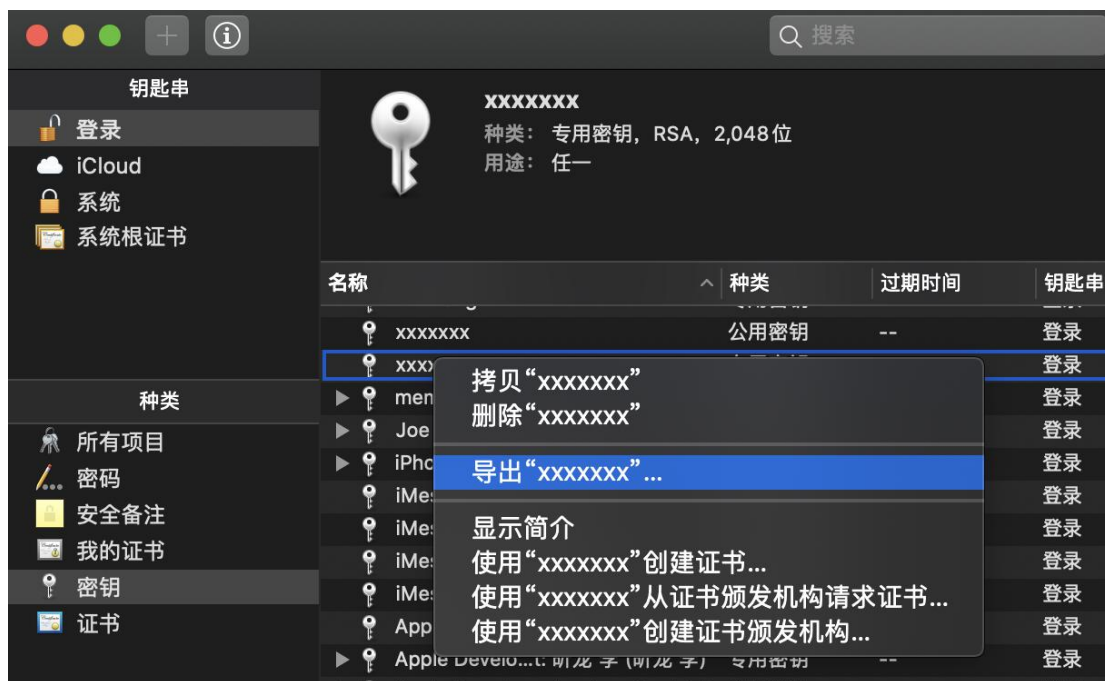 搜索
钥匙串
登录
iCloud
系统
系统根证书
xxxxxxx
种类： 专用密钥，RSA，2,048位
用途： 任一
名称 种类 过期时间 钥匙串
xxxxxxx 公用密钥 -- 登录
登录
登录
Joe 登录
登录
登录
登录
登录
登录
登录
Apple Develo...t: 登录
拷贝“xxxxxxx”
删除“xxxxxxx”
导出“xxxxxxx”...
显示简介
使用“xxxxxxx”创建证书...
使用“xxxxxxx”从证书颁发机构请求证书...
使用“xxxxxxx”创建证书颁发机构...
种类
所有项目
密码
安全备注
我的证书
密钥
证书